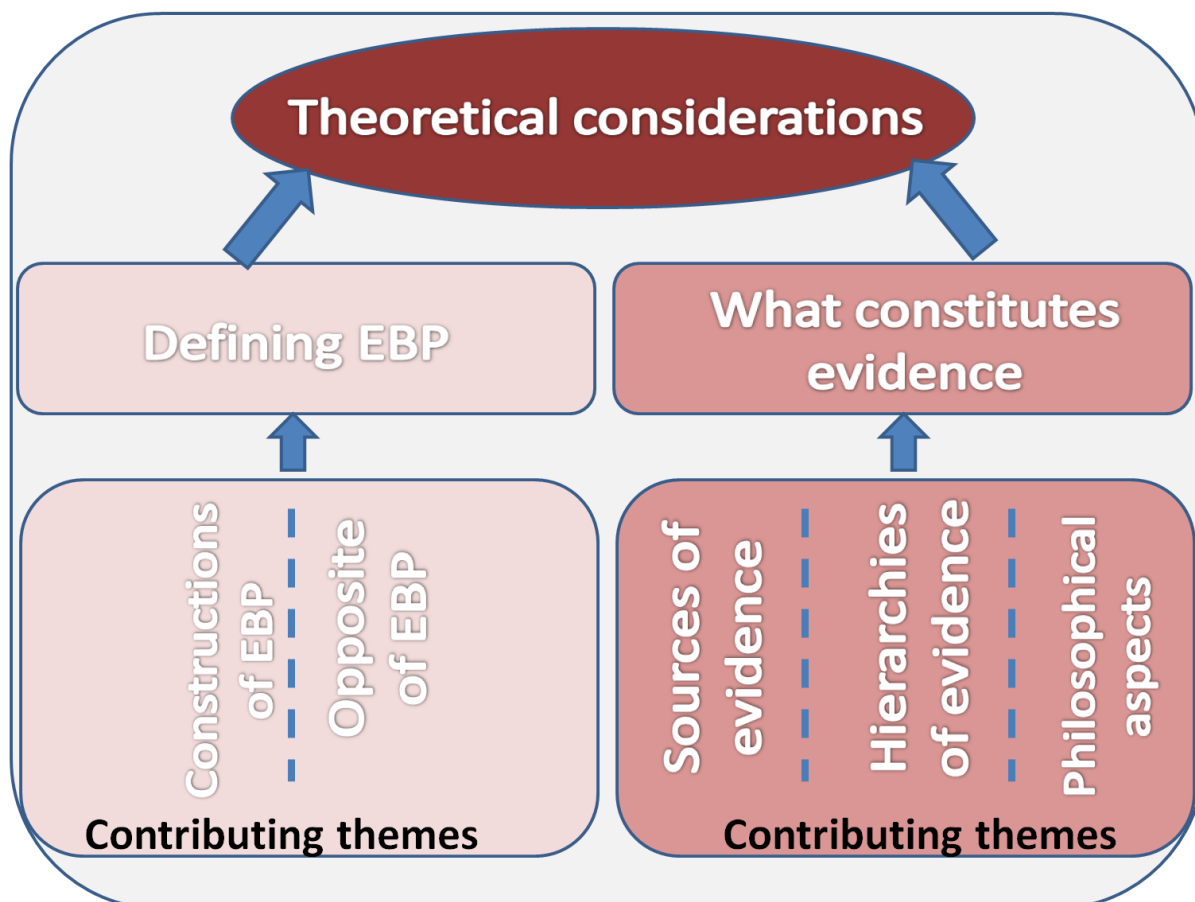 Theoretical considerations
Defining EBP
What constitutes
evidence
Constructions
of EBP
Opposite
of EBP
Contributing themes
Sources of
evidence
Hierarchies
of evidence
Philosophical
aspects
Contributing themes